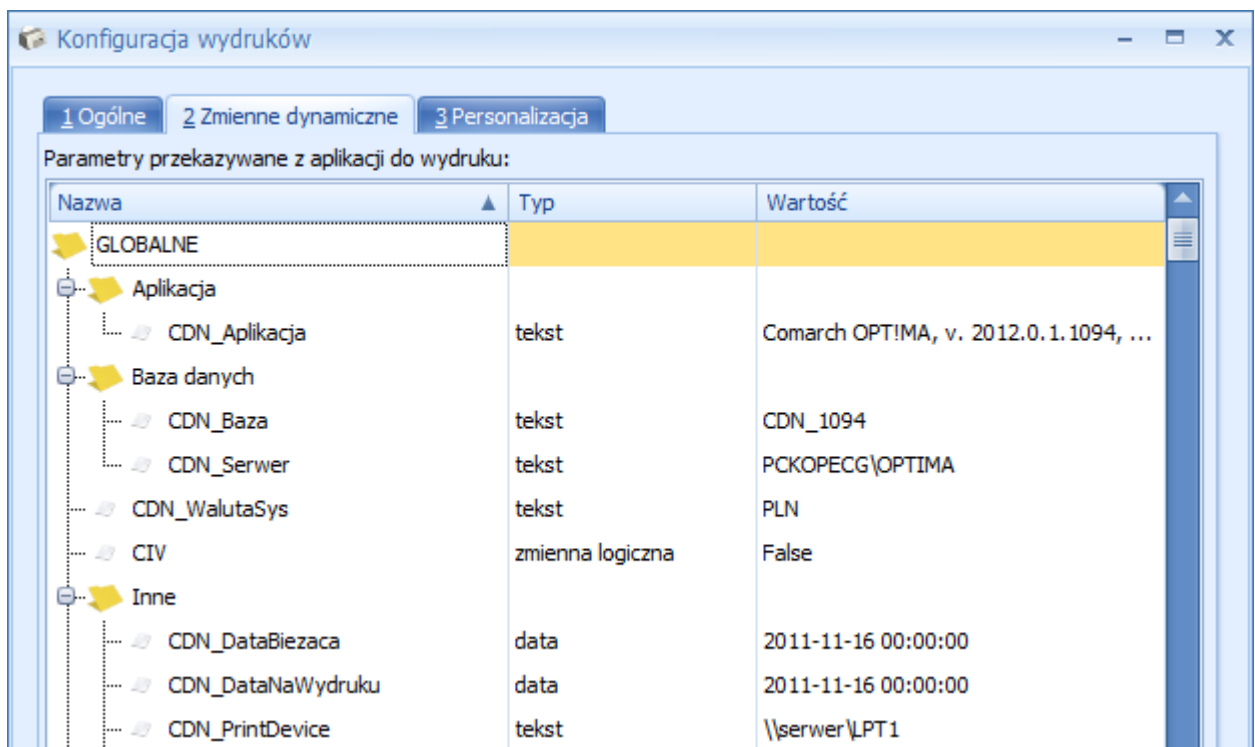 Konfiguracja wydruków
1 Ogólne 2 Zmienne dynamiczne 3 Personalizacja
Parametry przekazywane z aplikacji do wydruku:
Nazwa Typ Wartość
GLOBALNE
Aplikacja
CDN_Aplikacja tekst Comarch OPT!MA, v. 2012.0.1.1094, ...
Baza danych
CDN_Baza tekst CDN_1094
CDN_Serwer tekst PCKOPECG\OPTIMA
CDN_WalutaSys tekst PLN
CIV zmienna logiczna False
Inne
CDN_DataBiezaca data 2011-11-16 00:00:00
CDN_DataNaWydruku data 2011-11-16 00:00:00
CDN_PrintDevice tekst \\serwer\LPT1